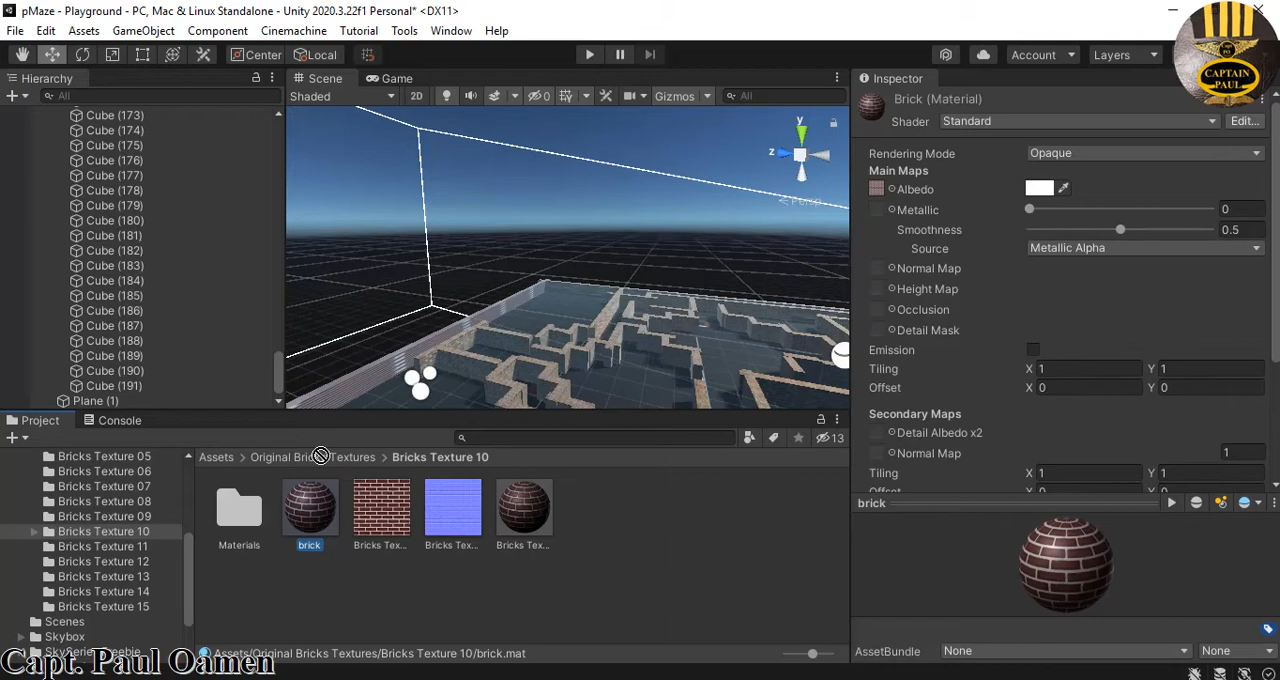 pMaze - Playground - PC, Mac & Linux Standalone - Unity 2020.3.22f1 Personal* <DX11>
File Edit Assets GameObject Component Cinemachine Tutorial Tools Window Help
Center Local Account Layers
CAPTAIN
PAUL
Hierarchy Scene Game Inspector
All Shaded 2D 0 Gizmos All
Brick (Material)
Shader Standard Edit...
Cube (173)
Cube (174)
Cube (175)
Cube (176)
Cube (177)
Cube (178)
Cube (179)
Cube (180)
Cube (181)
Cube (182)
Cube (183)
Cube (184)
Cube (185)
Cube (186)
Cube (187)
Cube (188)
Cube (189)
Cube (190)
Cube (191)
Plane (1)
y
z
Persp
Rendering Mode Opaque
Main Maps
Albedo
Metallic 0
Smoothness 0.5
Source Metallic Alpha
Normal Map
Height Map
Occlusion
Detail Mask
Emission
Tiling X 1 Y 1
Offset X 0 Y 0
Secondary Maps
Detail Albedo x2
Normal Map 1
Tiling X 1 Y 1
Project Console
13
Bricks Texture 05
Bricks Texture 06
Bricks Texture 07
Bricks Texture 08
Bricks Texture 09
Bricks Texture 10
Bricks Texture 11
Bricks Texture 12
Bricks Texture 13
Bricks Texture 14
Bricks Texture 15
Scenes
Skybox
Assets > Original Bricks Textures > Bricks Texture 10
Materials brick Bricks Tex... Bricks Tex... Bricks Tex...
Assets/Original Bricks Textures/Bricks Texture 10/brick.mat
brick
AssetBundle None None
Capt. Paul Oamen